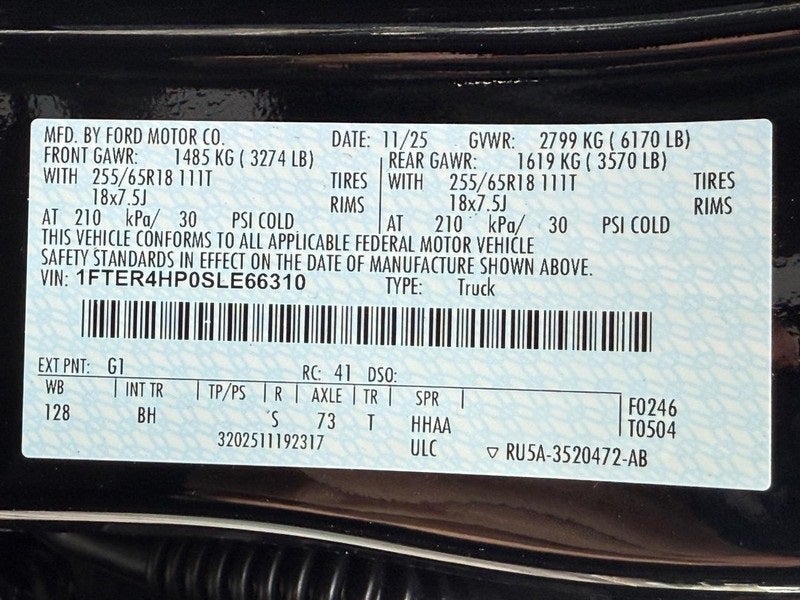 MFD. BY FORD MOTOR CO. DATE: 11/25 GVWR: 2799 KG ( 6170 LB)
FRONT GAWR: 1485 KG ( 3274 LB) REAR GAWR: 1619 KG ( 3570 LB)
WITH 255/65R18 111T TIRES WITH 255/65R18 111T TIRES
18x7.5J RIMS 18x7.5J RIMS
AT 210 kPa/ 30 PSI COLD AT 210 kPa/ 30 PSI COLD
THIS VEHICLE CONFORMS TO ALL APPLICABLE FEDERAL MOTOR VEHICLE
SAFETY STANDARDS IN EFFECT ON THE DATE OF MANUFACTURE SHOWN ABOVE.
VIN: 1FTER4HP0SLE66310 TYPE: Truck
EXT PNT: G1 RC: 41 DSO:
WB | INT TR | TP/PS | R | AXLE | TR | SPR |
128 BH S 73 T HHAA F0246
T0504
3202511192317 ULC ▽ RU5A-3520472-AB